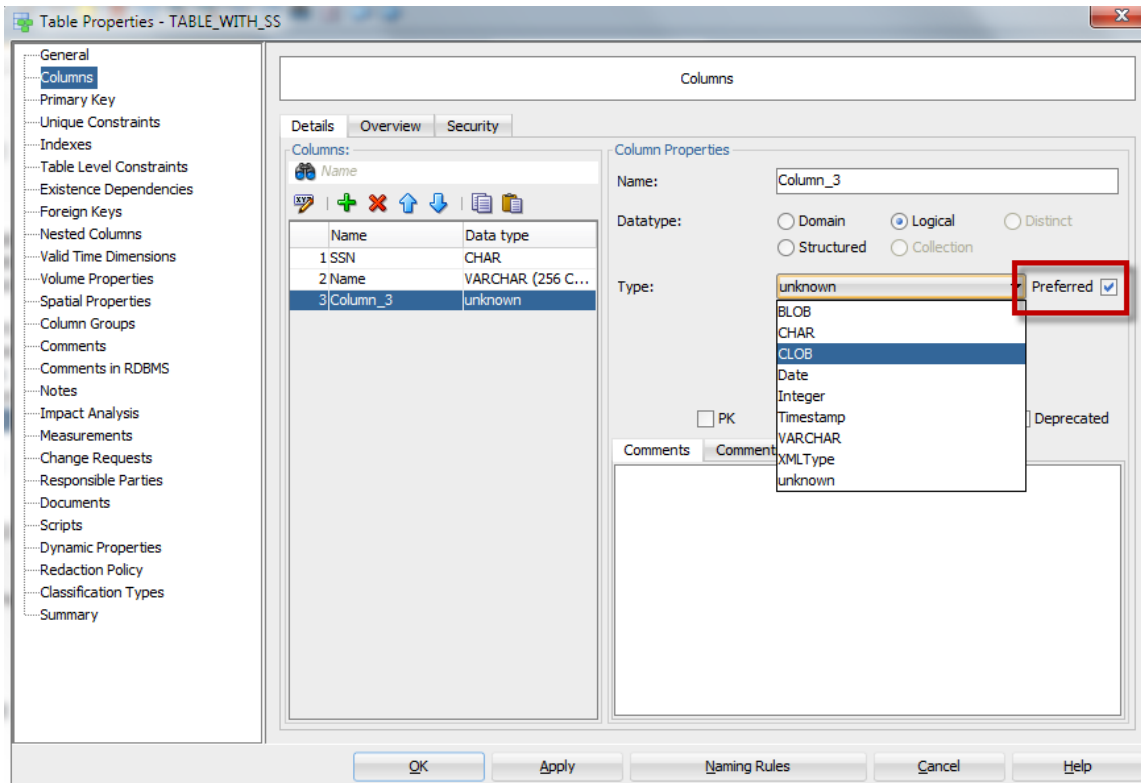 Table Properties - TABLE_WITH_SS
General
Columns
Primary Key
Unique Constraints
Indexes
Table Level Constraints
Existence Dependencies
Foreign Keys
Nested Columns
Valid Time Dimensions
Volume Properties
Spatial Properties
Column Groups
Comments
Comments in RDBMS
Notes
Impact Analysis
Measurements
Change Requests
Responsible Parties
Documents
Scripts
Dynamic Properties
Redaction Policy
Classification Types
Summary
Columns
Details Overview Security
Columns:
Name
Name Data type
1 SSN CHAR
2 Name VARCHAR (256 C...
3 Column_3 unknown
Column Properties
Name: Column_3
Datatype: Domain Logical Distinct
Structured Collection
Type: unknown Preferred
BLOB
CHAR
CLOB
Date
Integer
Timestamp
VARCHAR
XMLType
unknown
PK Deprecated
Comments Comment
OK Apply Naming Rules Cancel Help